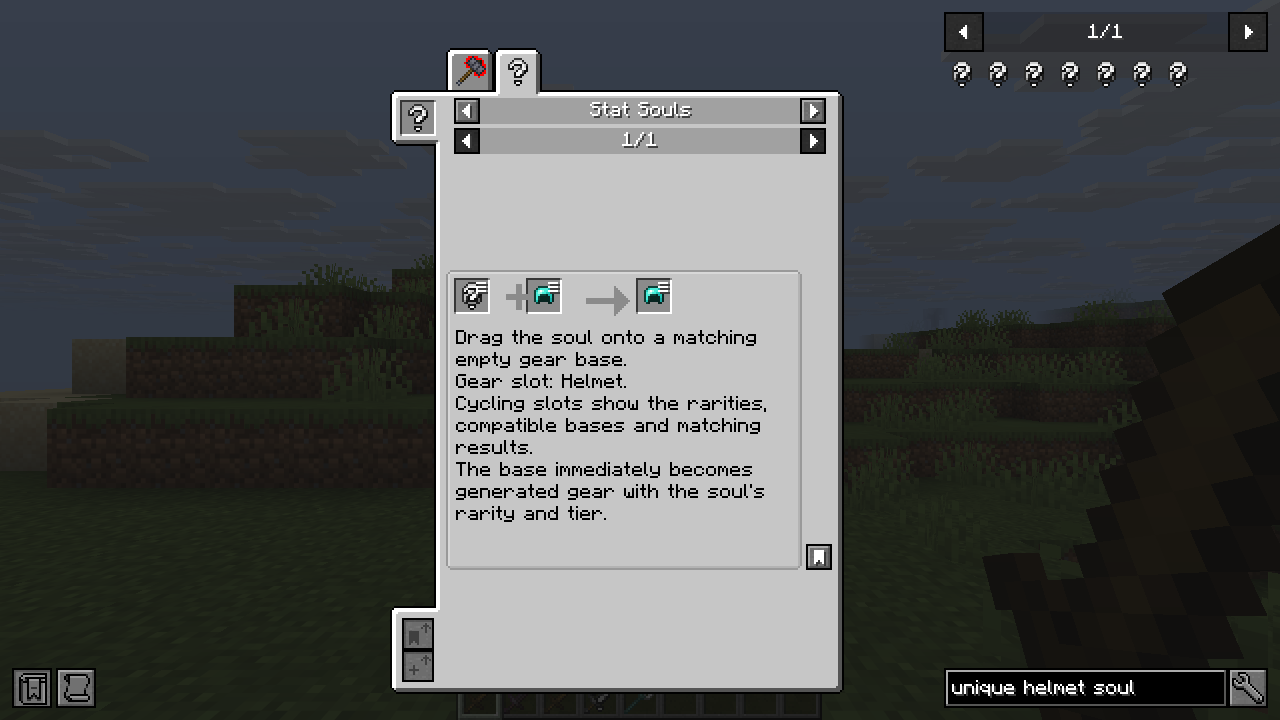 1/1
Stat Souls
1/1
Drag the soul onto a matching
empty gear base.
Gear slot: Helmet.
Cycling slots show the rarities,
compatible bases and matching
results.
The base immediately becomes
generated gear with the soul's
rarity and tier.
unique helmet soul